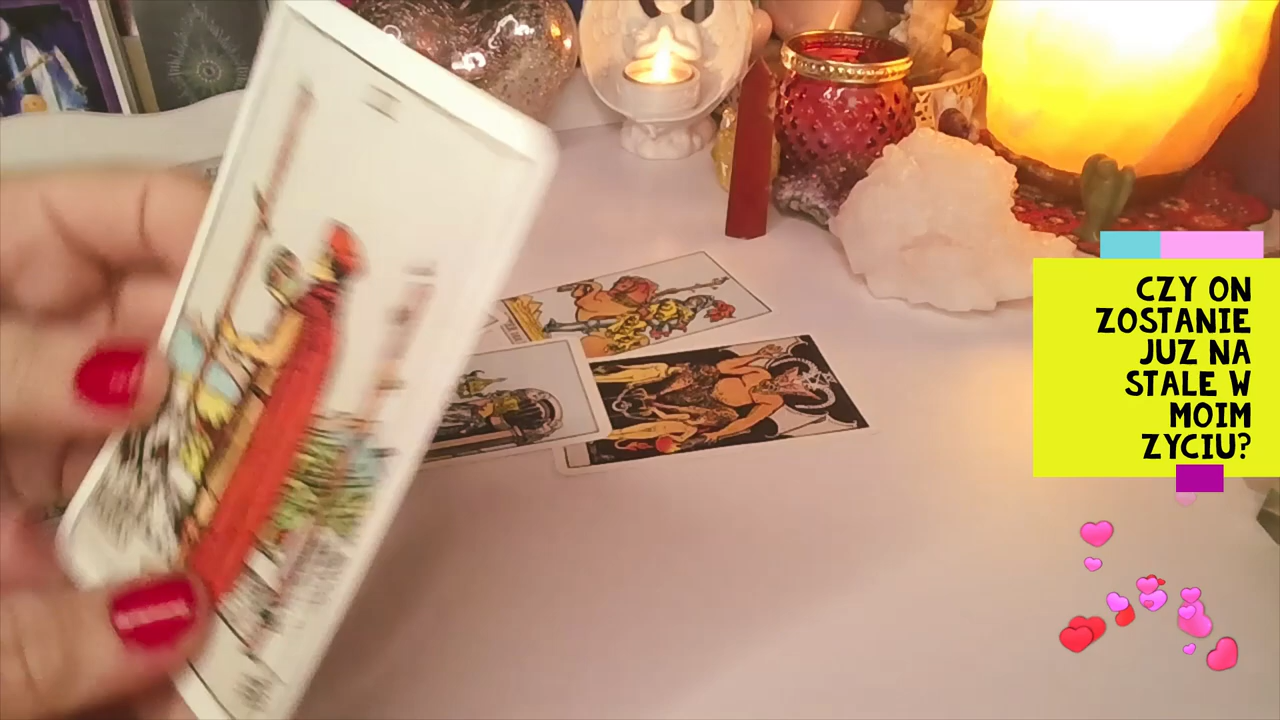 CZY ON
ZOSTANIE
JUZ NA
STALE W
MOIM
ZYCIU?